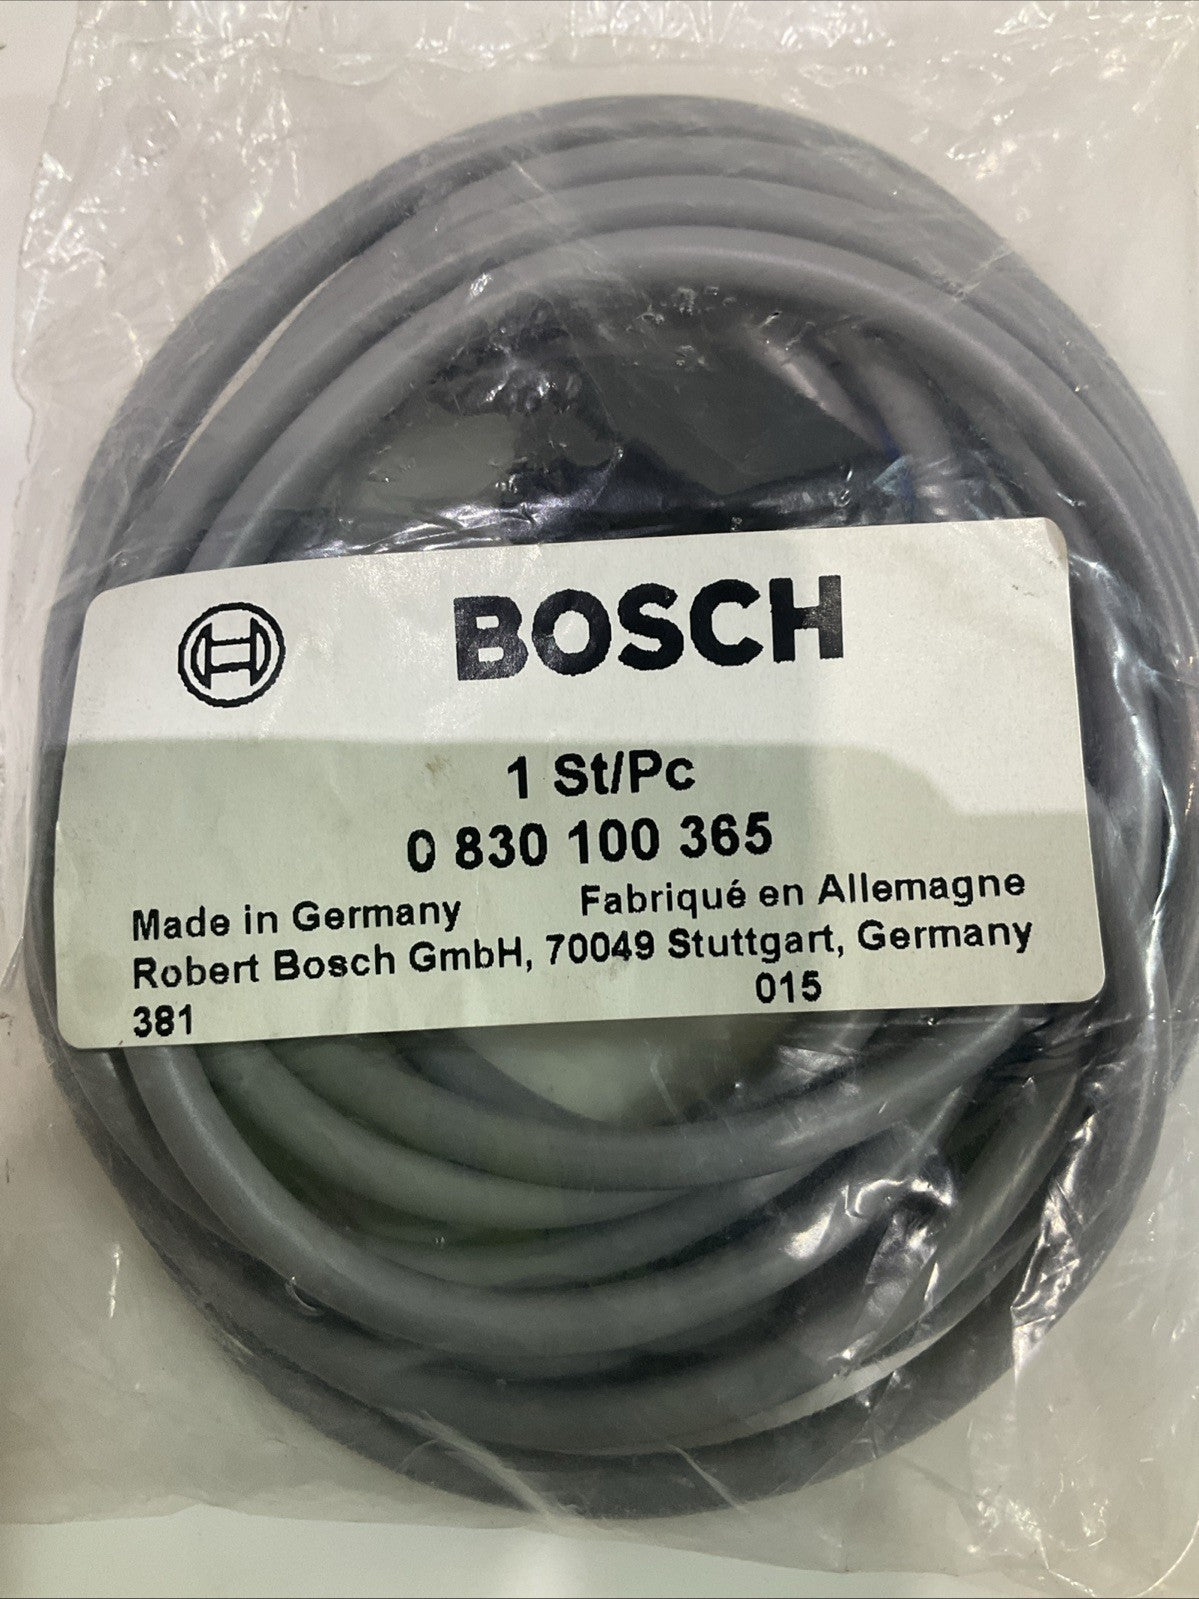 BOSCH
1 St/Pc
0 830 100 365
Made in Germany Fabriqué en Allemagne
Robert Bosch GmbH, 70049 Stuttgart, Germany
381 015